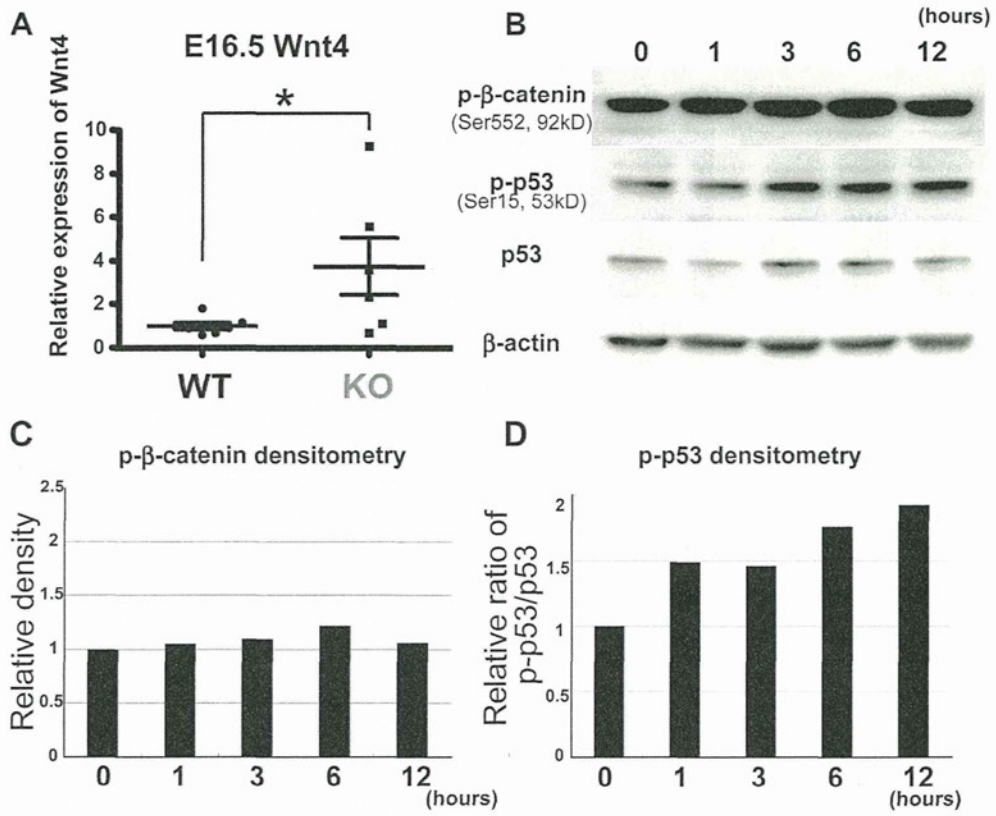 A
E16.5 Wnt4
*
Relative expression of Wnt4
10
8
6
4
2
0
WT
KO
B
(hours)
0 1 3 6 12
p-β-catenin
(Ser552, 92kD)
p-p53
(Ser15, 53kD)
p53
β-actin
C
p-β-catenin densitometry
Relative density
2.5
2
1.5
1
0.5
0
0 1 3 6 12
(hours)
D
p-p53 densitometry
Relative ratio of
p-p53/p53
2
1.5
1
0.5
0
0 1 3 6 12
(hours)